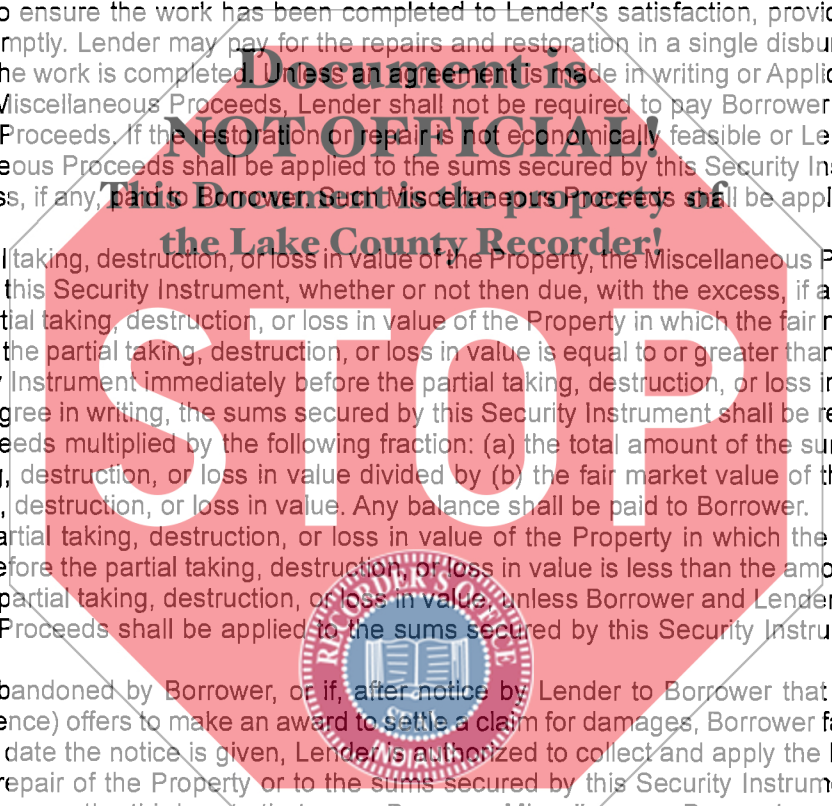 o ensure the work has been completed to Lender's satisfaction, provid
mptly. Lender may pay for the repairs and restoration in a single disbur
he work is completed. Unless an agreement is made in writing or Applic
Miscellaneous Proceeds, Lender shall not be required to pay Borrower
Proceeds. If the restoration or repair is not economically feasible or Le
eous Proceeds shall be applied to the sums secured by this Security Ins
ss, if any, paid to Borrower. Such Miscellaneous Proceeds shall be appl
Document is
NOT OFFICIAL!
This Document is the property of
the Lake County Recorder!
l taking, destruction, or loss in value of the Property, the Miscellaneous P
this Security Instrument, whether or not then due, with the excess, if a
tial taking, destruction, or loss in value of the Property in which the fair m
the partial taking, destruction, or loss in value is equal to or greater than
y Instrument immediately before the partial taking, destruction, or loss in
gree in writing, the sums secured by this Security Instrument shall be re
eeds multiplied by the following fraction: (a) the total amount of the sum
g, destruction, or loss in value divided by (b) the fair market value of th
, destruction, or loss in value. Any balance shall be paid to Borrower.
STOP
artial taking, destruction, or loss in value of the Property in which the
efore the partial taking, destruction, or loss in value is less than the amo
partial taking, destruction, or loss in value, unless Borrower and Lender
Proceeds shall be applied to the sums secured by this Security Instru
RECORDER'S OFFICE
SEAL
INDIANA
bandoned by Borrower, or if, after notice by Lender to Borrower that
ence) offers to make an award to settle a claim for damages, Borrower fa
date the notice is given, Lender is authorized to collect and apply the
repair of the Property or to the sums secured by this Security Instrum